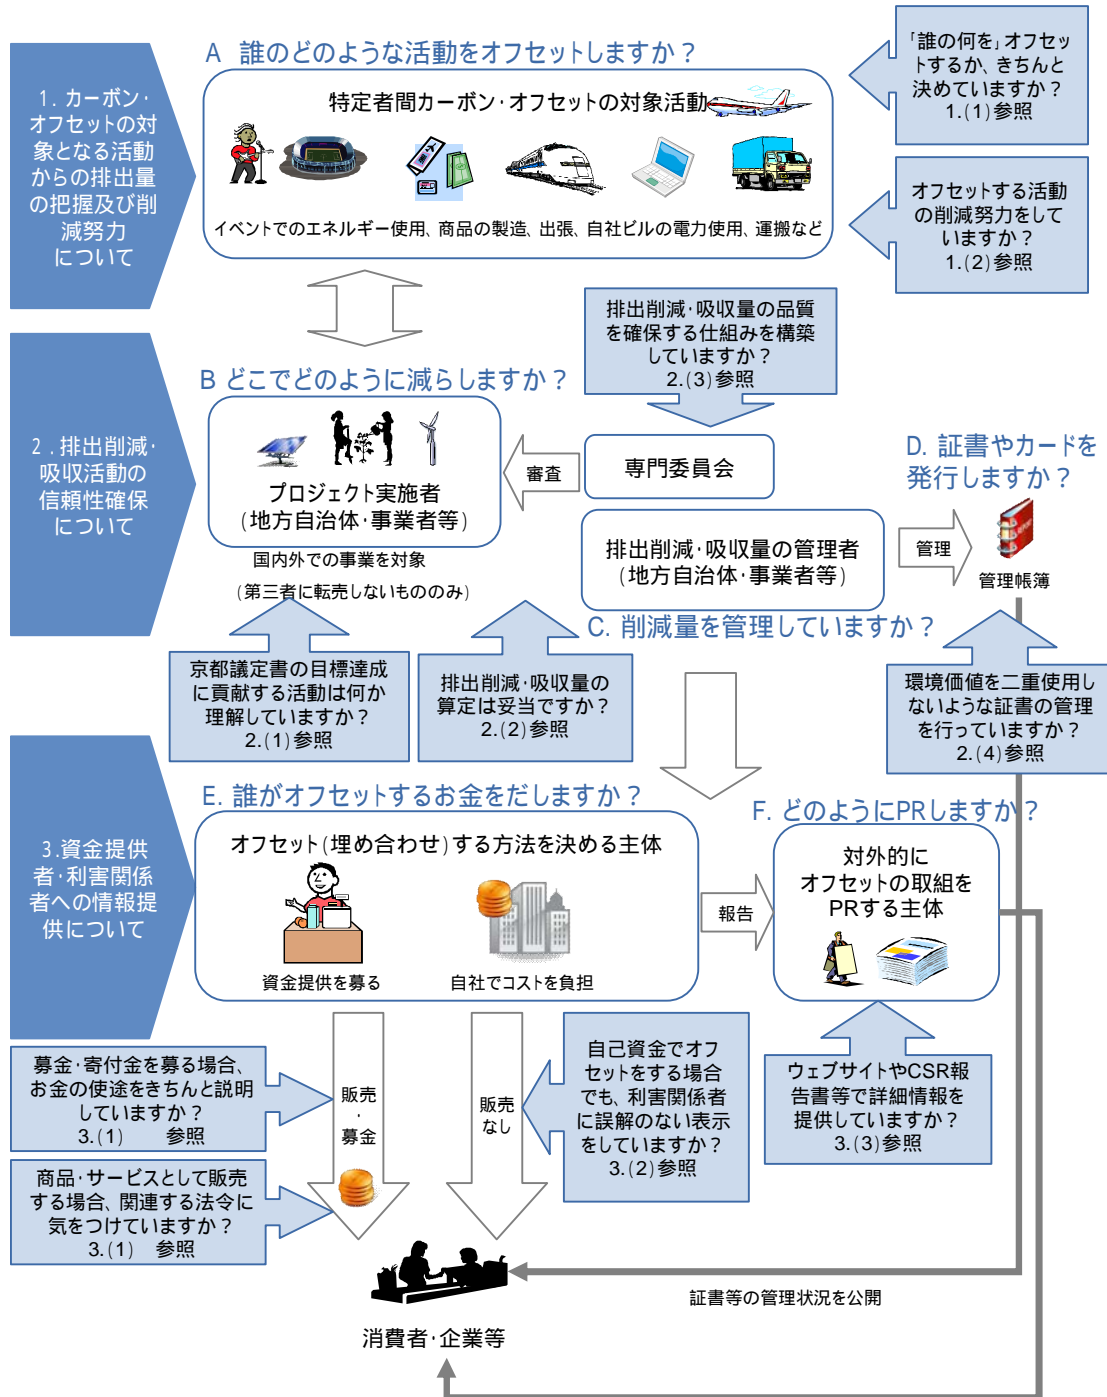 A 誰のどのような活動をオフセットしますか？
「誰の何を」オフセッ
トするか、きちんと
決めていますか？
1.(1)参照
1. カーボン・
オフセットの対
象となる活動
からの排出量
の把握及び削
減努力
について
特定者間カーボン・オフセットの対象活動
イベントでのエネルギー使用、商品の製造、出張、自社ビルの電力使用、運搬など
オフセットする活動
の削減努力をして
いますか？
1.(2)参照
排出削減・吸収量の品質
を確保する仕組みを構築
していますか？
2.(3)参照
B どこでどのように減らしますか？
2．排出削減・
吸収活動の
信頼性確保
について
プロジェクト実施者
(地方自治体・事業者等)
国内外での事業を対象
(第三者に転売しないもののみ)
審査
専門委員会
D. 証書やカードを
発行しますか？
排出削減・吸収量の管理者
(地方自治体・事業者等)
管理
管理帳簿
C. 削減量を管理していますか？
京都議定書の目標達成
に貢献する活動は何か
理解していますか？
2.(1)参照
排出削減・吸収量の
算定は妥当ですか？
2.(2)参照
環境価値を二重使用し
ないような証書の管理
を行っていますか？
2.(4)参照
E. 誰がオフセットするお金をだしますか？
F. どのようにPRしますか？
3.資金提供
者・利害関係
者への情報提
供について
オフセット(埋め合わせ)する方法を決める主体
資金提供を募る
自社でコストを負担
報告
対外的に
オフセットの取組を
PRする主体
募金・寄付金を募る場合、
お金の使途をきちんと説明
していますか？
3.(1) 参照
販売
・
募金
販売
なし
自己資金でオフ
セットをする場合
でも、利害関係者
に誤解のない表示
をしていますか？
3.(2)参照
ウェブサイトやCSR報
告書等で詳細情報を
提供していますか？
3.(3)参照
商品・サービスとして販売
する場合、関連する法令に
気をつけていますか？
3.(1) 参照
証書等の管理状況を公開
消費者・企業等